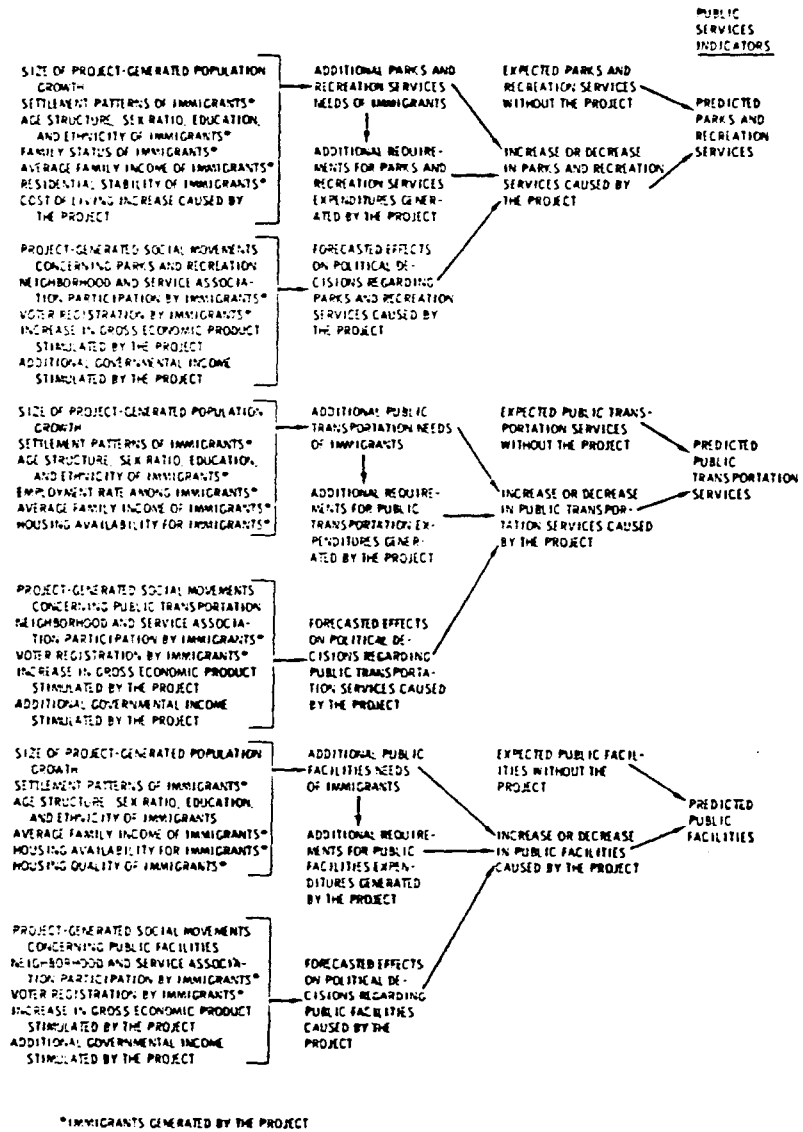 PUBLIC
SERVICES
INDICATORS
SIZE OF PROJECT-GENERATED POPULATION
GROWTH
SETTLEMENT PATTERNS OF IMMIGRANTS*
AGE STRUCTURE, SEX RATIO, EDUCATION,
AND ETHNICITY OF IMMIGRANTS*
FAMILY STATUS OF IMMIGRANTS*
AVERAGE FAMILY INCOME OF IMMIGRANTS*
RESIDENTIAL STABILITY OF IMMIGRANTS*
COST OF LIVING INCREASE CAUSED BY
THE PROJECT
ADDITIONAL PARKS AND
RECREATION SERVICES
NEEDS OF IMMIGRANTS
ADDITIONAL REQUIRE-
MENTS FOR PARKS AND
RECREATION SERVICES
EXPENDITURES GENER-
ATED BY THE PROJECT
EXPECTED PARKS AND
RECREATION SERVICES
WITHOUT THE PROJECT
INCREASE OR DECREASE
IN PARKS AND RECREATION
SERVICES CAUSED BY
THE PROJECT
PREDICTED
PARKS AND
RECREATION
SERVICES
PROJECT-GENERATED SOCIAL MOVEMENTS
CONCERNING PARKS AND RECREATION
NEIGHBORHOOD AND SERVICE ASSOCIA-
TION PARTICIPATION BY IMMIGRANTS*
VOTER REGISTRATION BY IMMIGRANTS*
INCREASE IN GROSS ECONOMIC PRODUCT
STIMULATED BY THE PROJECT
ADDITIONAL GOVERNMENTAL INCOME
STIMULATED BY THE PROJECT
FORECASTED EFFECTS
ON POLITICAL DE-
CISIONS REGARDING
PARKS AND RECREATION
SERVICES CAUSED BY
THE PROJECT
SIZE OF PROJECT-GENERATED POPULATION
GROWTH
SETTLEMENT PATTERNS OF IMMIGRANTS*
AGE STRUCTURE, SEX RATIO, EDUCATION,
AND ETHNICITY OF IMMIGRANTS*
EMPLOYMENT RATE AMONG IMMIGRANTS*
AVERAGE FAMILY INCOME OF IMMIGRANTS*
HOUSING AVAILABILITY FOR IMMIGRANTS*
ADDITIONAL PUBLIC
TRANSPORTATION NEEDS
OF IMMIGRANTS
ADDITIONAL REQUIRE-
MENTS FOR PUBLIC
TRANSPORTATION EX-
PENDITURES GENER-
ATED BY THE PROJECT
EXPECTED PUBLIC TRANS-
PORTATION SERVICES
WITHOUT THE PROJECT
INCREASE OR DECREASE
IN PUBLIC TRANSPOR-
TATION SERVICES CAUSED
BY THE PROJECT
PREDICTED
PUBLIC
TRANSPORTATION
SERVICES
PROJECT-GENERATED SOCIAL MOVEMENTS
CONCERNING PUBLIC TRANSPORTATION
NEIGHBORHOOD AND SERVICE ASSOCIA-
TION PARTICIPATION BY IMMIGRANTS*
VOTER REGISTRATION BY IMMIGRANTS*
INCREASE IN GROSS ECONOMIC PRODUCT
STIMULATED BY THE PROJECT
ADDITIONAL GOVERNMENTAL INCOME
STIMULATED BY THE PROJECT
FORECASTED EFFECTS
ON POLITICAL DE-
CISIONS REGARDING
PUBLIC TRANSPORTA-
TION SERVICES CAUSED
BY THE PROJECT
SIZE OF PROJECT-GENERATED POPULATION
GROWTH
SETTLEMENT PATTERNS OF IMMIGRANTS*
AGE STRUCTURE, SEX RATIO, EDUCATION,
AND ETHNICITY OF IMMIGRANTS
AVERAGE FAMILY INCOME OF IMMIGRANTS*
HOUSING AVAILABILITY FOR IMMIGRANTS*
HOUSING QUALITY OF IMMIGRANTS*
ADDITIONAL PUBLIC
FACILITIES NEEDS
OF IMMIGRANTS
ADDITIONAL REQUIRE-
MENTS FOR PUBLIC
FACILITIES EXPEN-
DITURES GENERATED
BY THE PROJECT
EXPECTED PUBLIC FACIL-
ITIES WITHOUT THE
PROJECT
INCREASE OR DECREASE
IN PUBLIC FACILITIES
CAUSED BY THE PROJECT
PREDICTED
PUBLIC
FACILITIES
PROJECT-GENERATED SOCIAL MOVEMENTS
CONCERNING PUBLIC FACILITIES
NEIGHBORHOOD AND SERVICE ASSOCIA-
TION PARTICIPATION BY IMMIGRANTS*
VOTER REGISTRATION BY IMMIGRANTS*
INCREASE IN GROSS ECONOMIC PRODUCT
STIMULATED BY THE PROJECT
ADDITIONAL GOVERNMENTAL INCOME
STIMULATED BY THE PROJECT
FORECASTED EFFECTS
ON POLITICAL DE-
CISIONS REGARDING
PUBLIC FACILITIES
CAUSED BY THE
PROJECT
*IMMIGRANTS GENERATED BY THE PROJECT